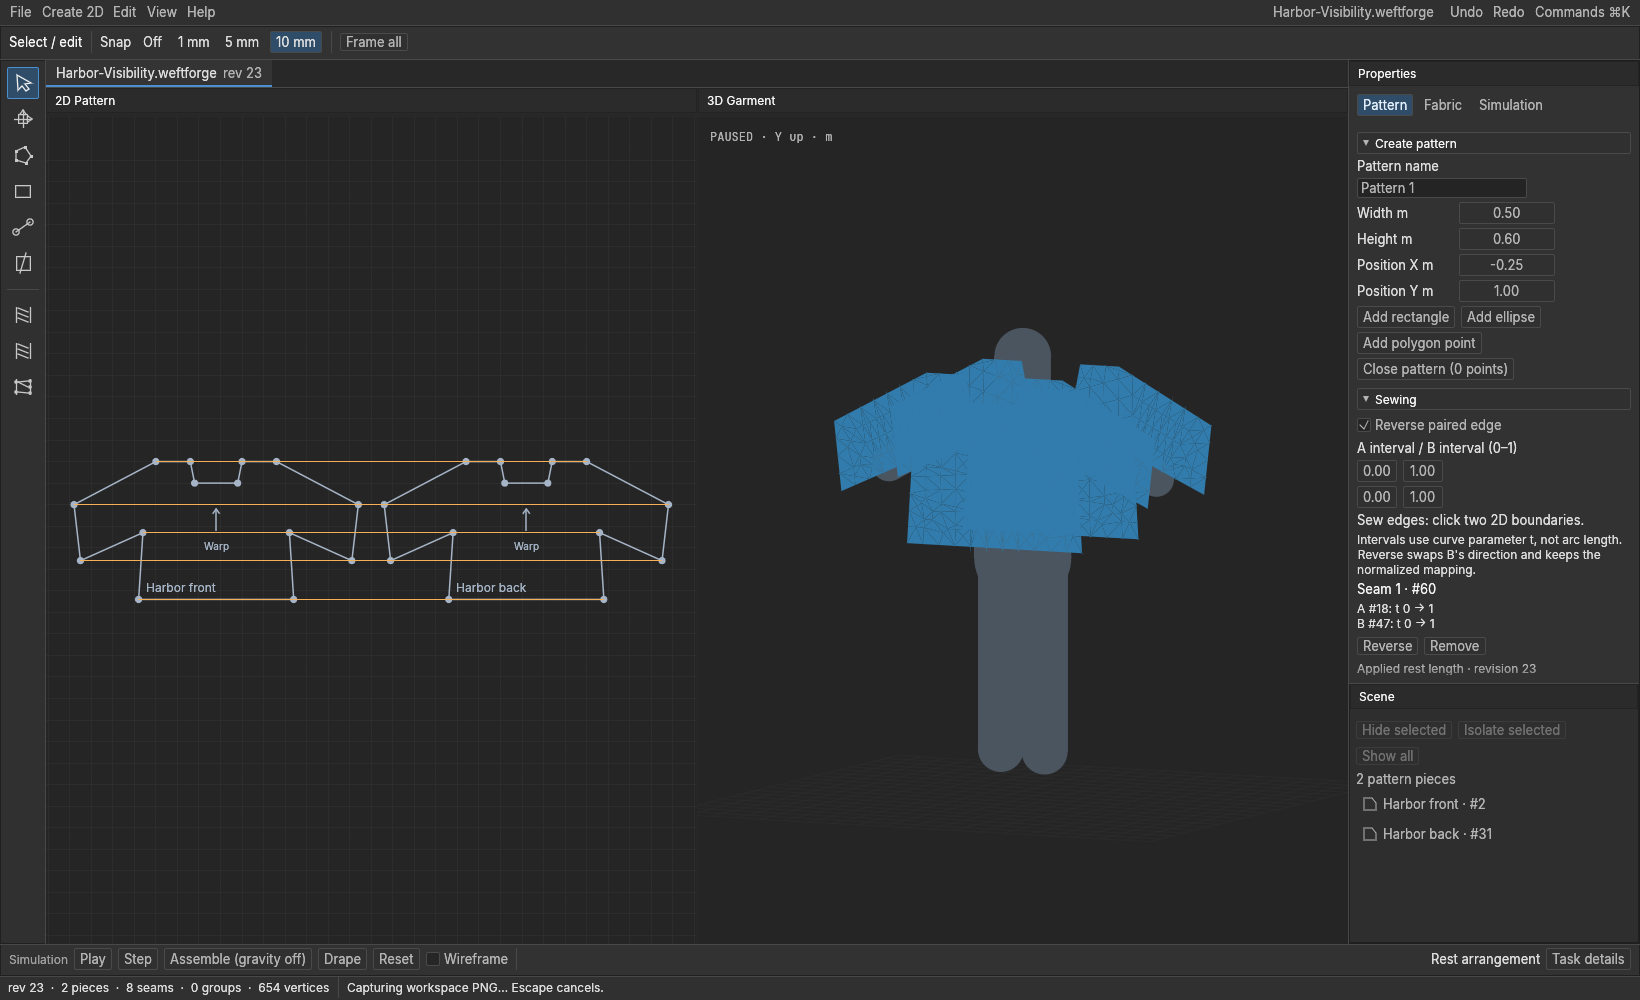 File Create 2D Edit View Help
Harbor-Visibility.weftforge Undo Redo Commands ⌘K
Select / edit Snap Off 1 mm 5 mm 10 mm Frame all
Harbor-Visibility.weftforge rev 23
2D Pattern
3D Garment
PAUSED · Y up · m
Warp
Warp
Harbor front
Harbor back
Properties
Pattern Fabric Simulation
Create pattern
Pattern name
Pattern 1
Width m 0.50
Height m 0.60
Position X m -0.25
Position Y m 1.00
Add rectangle Add ellipse
Add polygon point
Close pattern (0 points)
Sewing
Reverse paired edge
A interval / B interval (0–1)
0.00 1.00
0.00 1.00
Sew edges: click two 2D boundaries.
Intervals use curve parameter t, not arc length.
Reverse swaps B's direction and keeps the
normalized mapping.
Seam 1 · #60
A #18: t 0 → 1
B #47: t 0 → 1
Reverse Remove
Applied rest length · revision 23
Scene
Hide selected Isolate selected
Show all
2 pattern pieces
Harbor front · #2
Harbor back · #31
Simulation Play Step Assemble (gravity off) Drape Reset Wireframe
Rest arrangement Task details
rev 23 · 2 pieces · 8 seams · 0 groups · 654 vertices Capturing workspace PNG... Escape cancels.